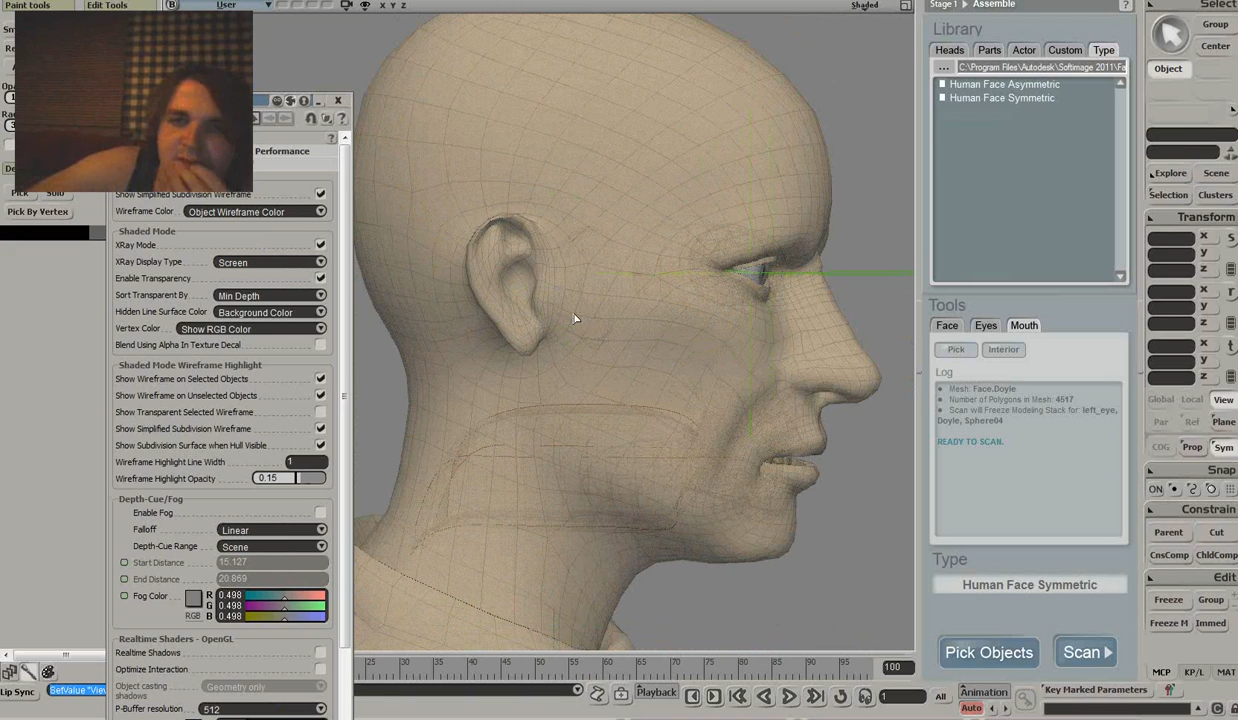 Paint tools
Edit Tools
B
User
X Y Z
Shaded
Performance
Pick
Solo
Pick By Vertex
Show Simplified Subdivision Wireframe
Wireframe Color
Object Wireframe Color
Shaded Mode
XRay Mode
XRay Display Type
Screen
Enable Transparency
Sort Transparent By
Min Depth
Hidden Line Surface Color
Background Color
Vertex Color
Show RGB Color
Blend Using Alpha In Texture Decal
Shaded Mode Wireframe Highlight
Show Wireframe on Selected Objects
Show Wireframe on Unselected Objects
Show Transparent Selected Wireframe
Show Simplified Subdivision Wireframe
Show Subdivision Surface when Hull Visible
Wireframe Highlight Line Width
1
Wireframe Highlight Opacity
0.15
Depth-Cue/Fog
Enable Fog
Falloff
Linear
Depth-Cue Range
Scene
Start Distance
15.127
End Distance
20.869
Fog Color
R 0.498
G 0.498
B 0.498
RGB
Realtime Shaders - OpenGL
Realtime Shadows
Optimize Interaction
Object casting shadows
Geometry only
P-Buffer resolution
512
Lip Sync
SetValue "View
25 30 35 40 45 50 55 60 65 70 75 80 85 90 95
100
Playback
1
All
Animation
Auto
Key Marked Parameters
Stage 1
Assemble
?
Library
Heads
Parts
Actor
Custom
Type
...
C:\Program Files\Autodesk\Softimage 2011\Fa
Human Face Asymmetric
Human Face Symmetric
Tools
Face
Eyes
Mouth
Pick
Interior
Log
Mesh: Face.Doyle
Number of Polygons in Mesh: 4517
Scan will Freeze Modeling Stack for: left_eye,
Doyle, Sphere04
READY TO SCAN.
Type
Human Face Symmetric
Pick Objects
Scan
Select
Group
Center
Object
Explore
Scene
Selection
Clusters
Transform
x
s
y
z
x
r
y
z
x
t
y
z
Global
Local
View
Par
Ref
Plane
COG
Prop
Sym
Snap
ON
Constrain
Parent
Cut
CnsComp
ChldComp
Edit
Freeze
Group
Freeze M
Immed
MCP
KP/L
MAT